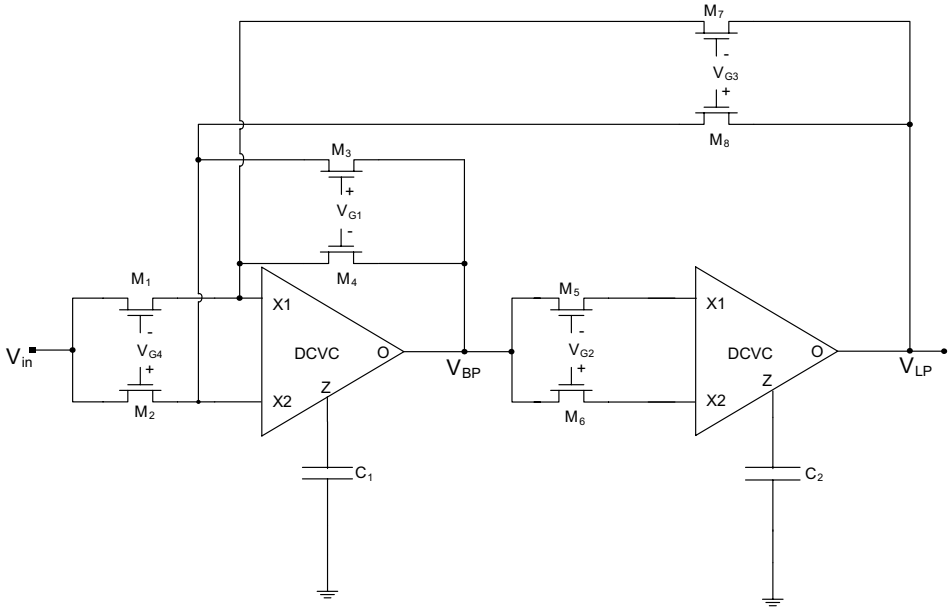 M7
-
VG3
+
M8
M3
+
VG1
-
M4
M1
-
VG4
+
M2
Vin
X1
DCVC
O
Z
X2
C1
VBP
M5
-
VG2
+
M6
X1
DCVC
O
Z
X2
C2
VLP